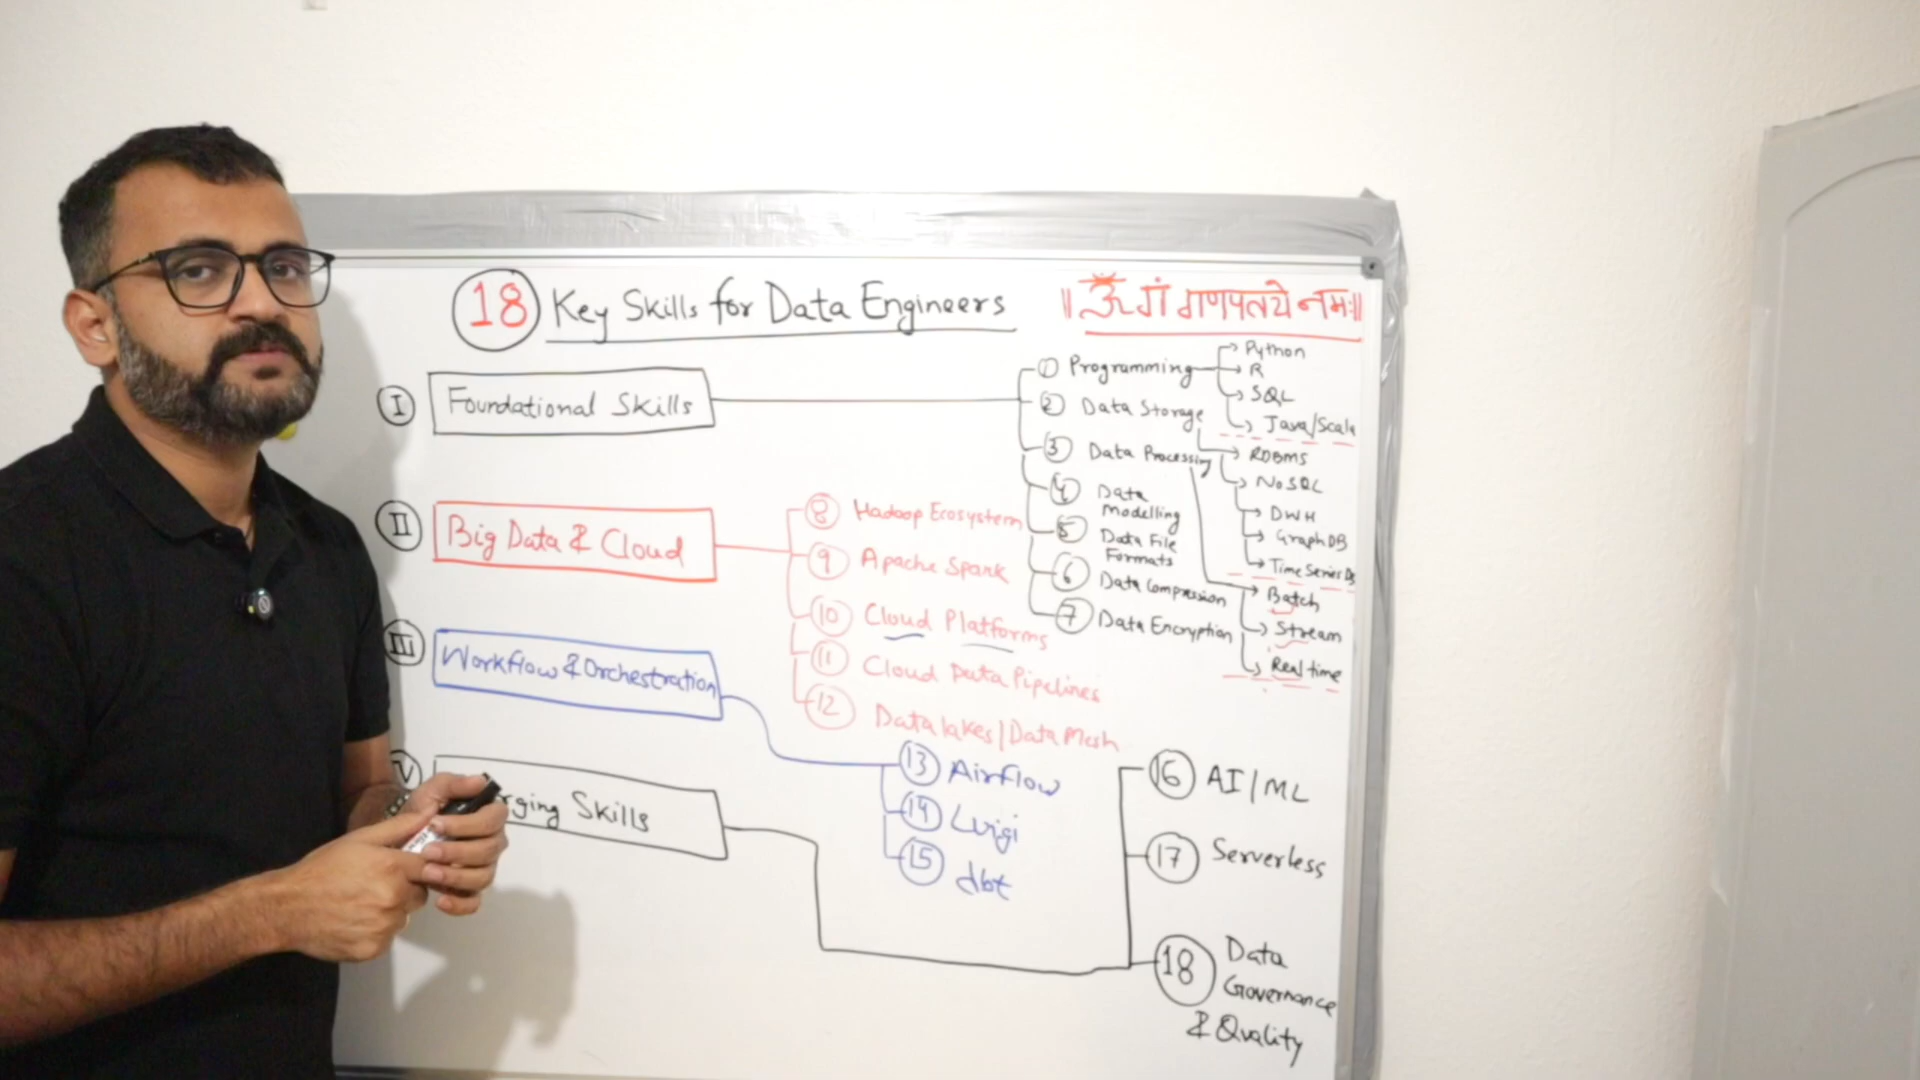 18 Key Skills for Data Engineers
॥ ॐ गं गणपतये नमः॥
I Foundational Skills
1 Programming
Python
R
SQL
Java/Scala
2 Data Storage
RDBMS
NoSQL
DWH
GraphDB
Time Series DB
3 Data Processing
Batch
Stream
Real time
4 Data
Modelling
5 Data File
Formats
6 Data Compression
7 Data Encryption
II Big Data & Cloud
8 Hadoop Ecosystem
9 Apache Spark
10 Cloud Platforms
11 Cloud Data Pipelines
12 Data lakes/Data Mesh
III Workflow & Orchestration
13 Airflow
14 Luigi
15 dbt
V
rging Skills
16 AI/ML
17 Serverless
18 Data
Governance
& Quality